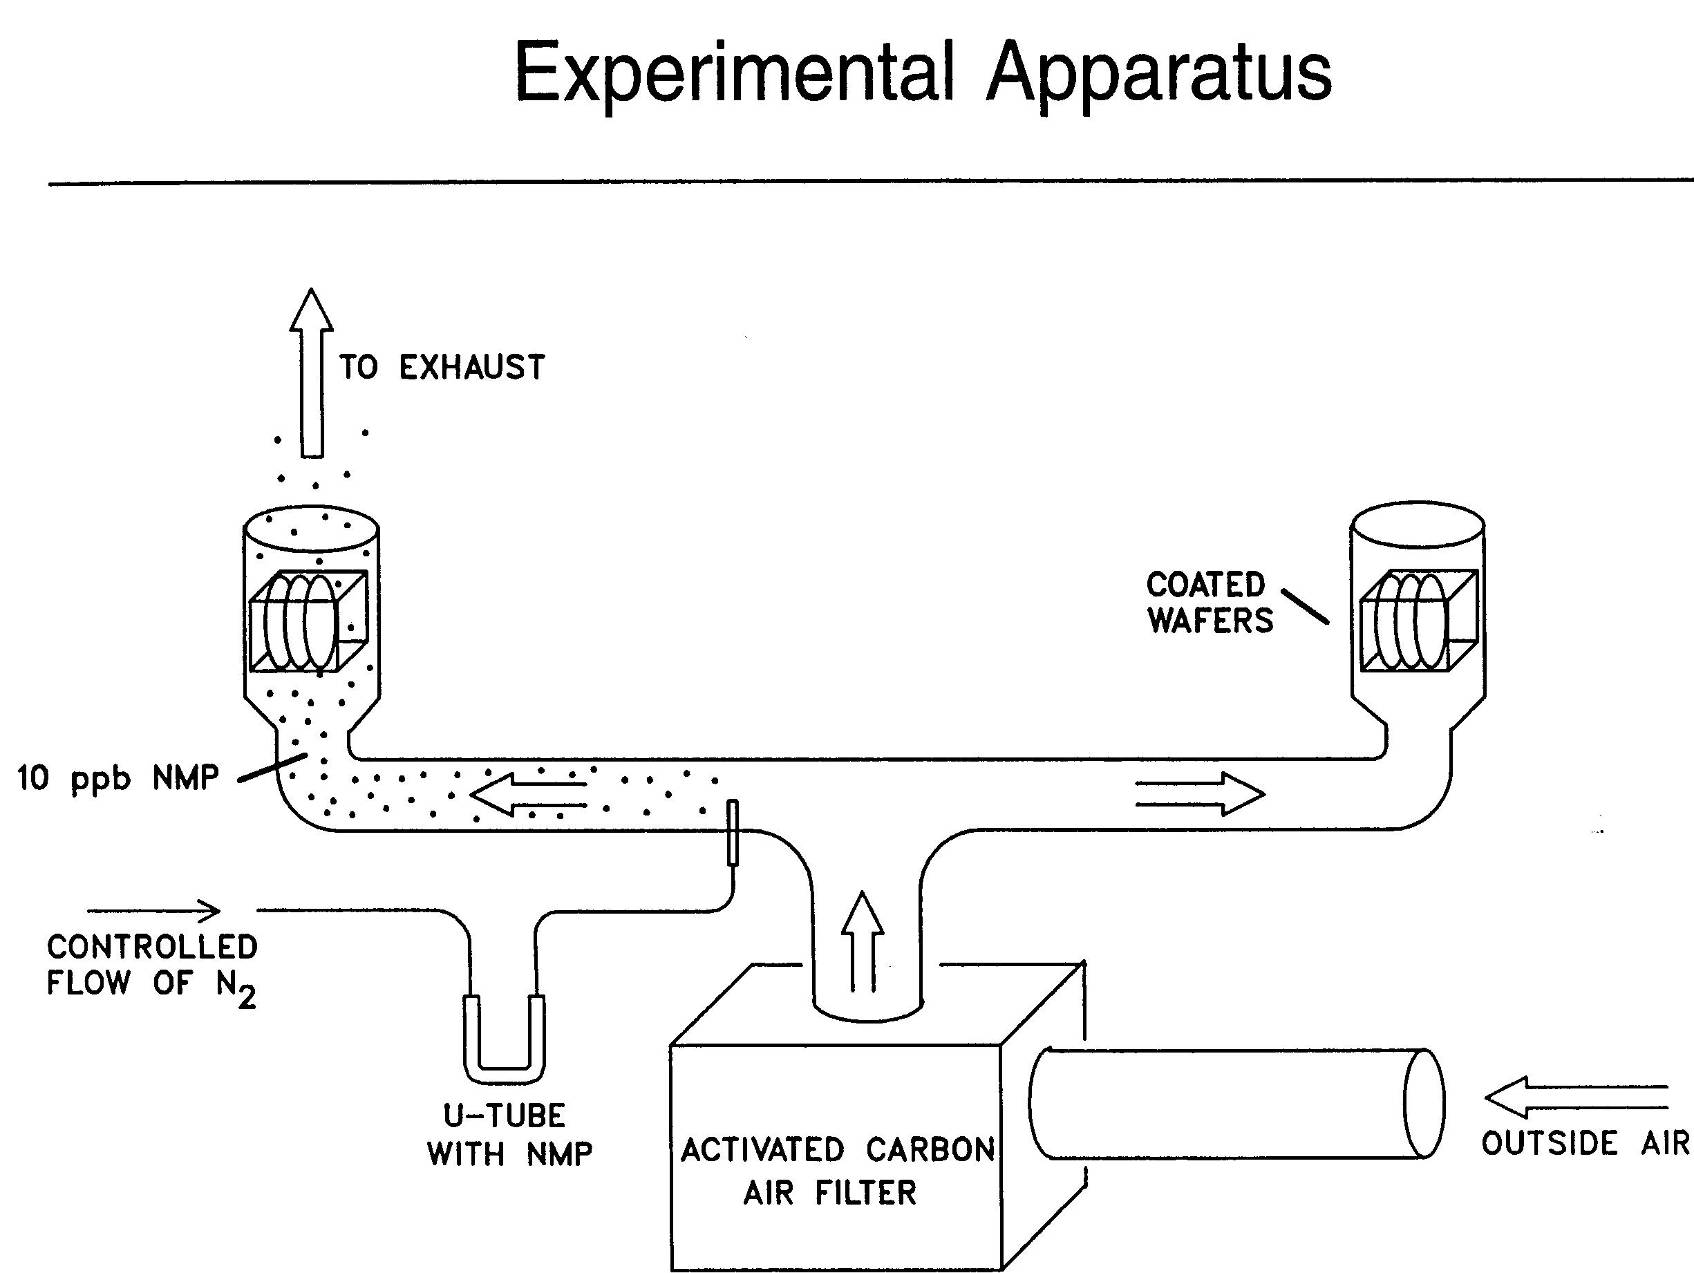 Experimental Apparatus
TO EXHAUST
COATED
WAFERS
10 ppb NMP
CONTROLLED
FLOW OF N₂
U-TUBE
WITH NMP
ACTIVATED CARBON
AIR FILTER
OUTSIDE AIR